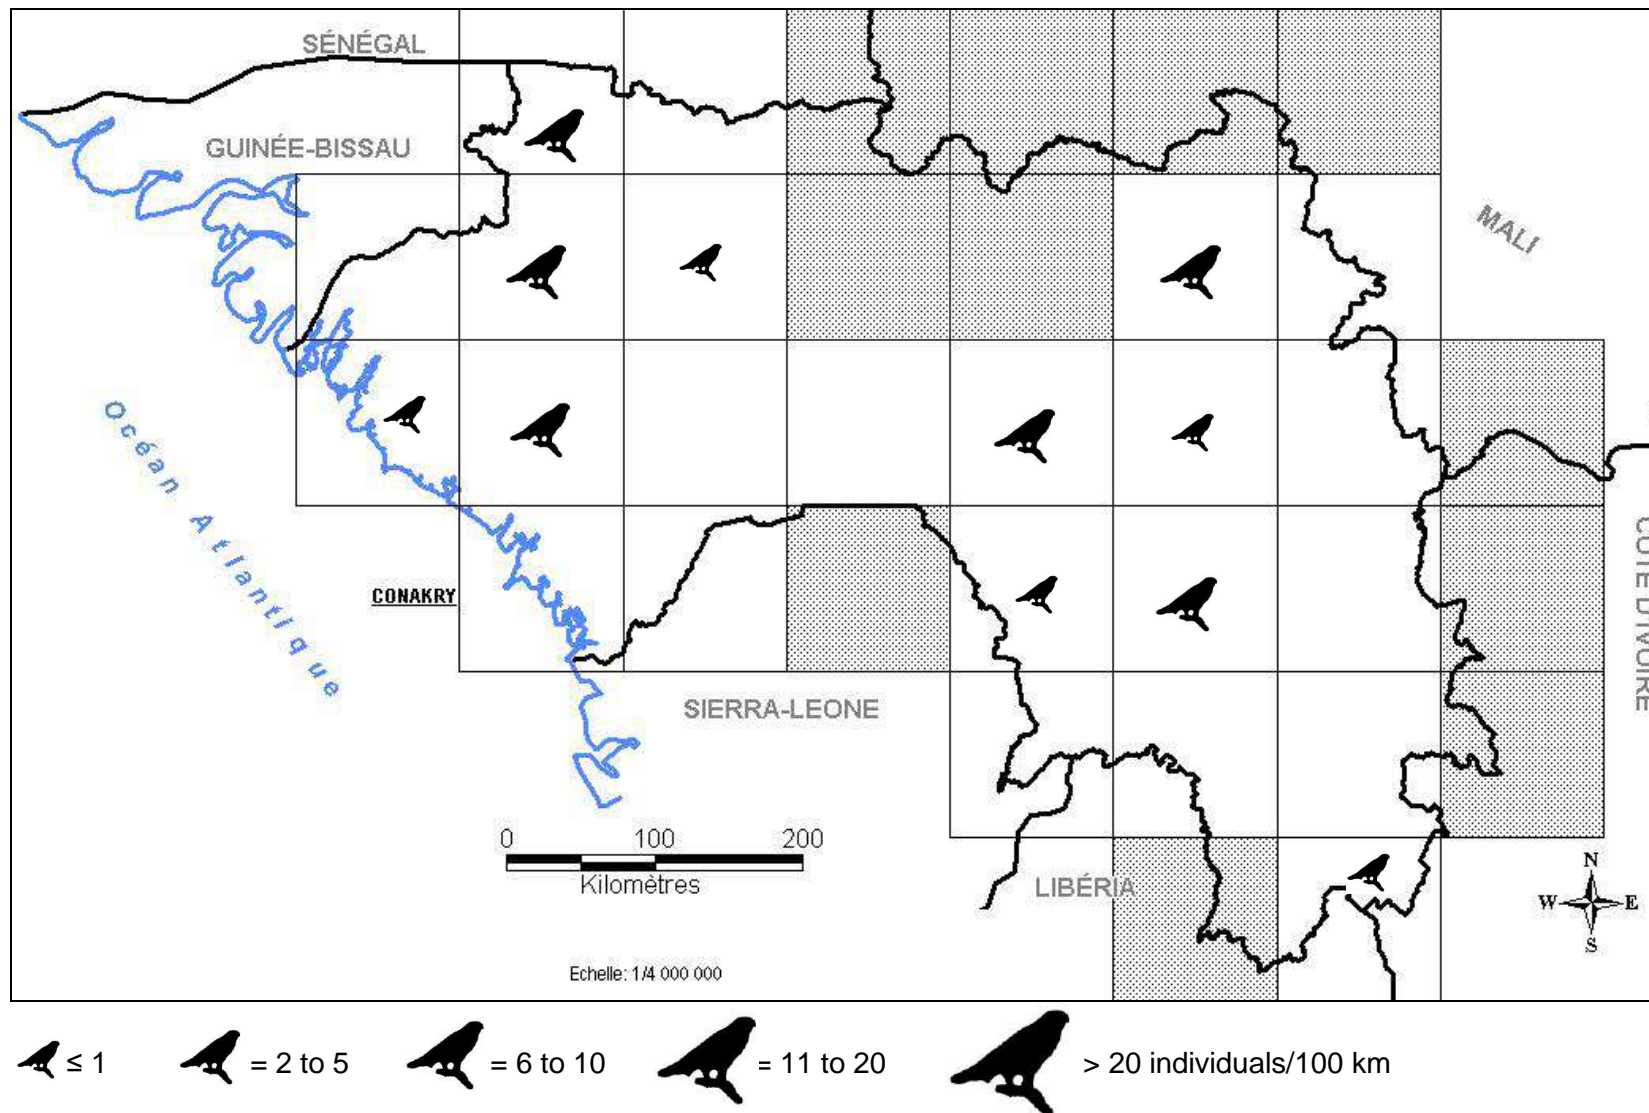 SÉNÉGAL
GUINÉE-BISSAU
MALI
Océan Atlantique
CONAKRY
CÔTE D'IVOIRE
SIERRA-LEONE
0 100 200
Kilomètres
LIBÉRIA
N
W E
S
Echelle: 1/4 000 000
≤ 1 = 2 to 5 = 6 to 10 = 11 to 20 > 20 individuals/100 km